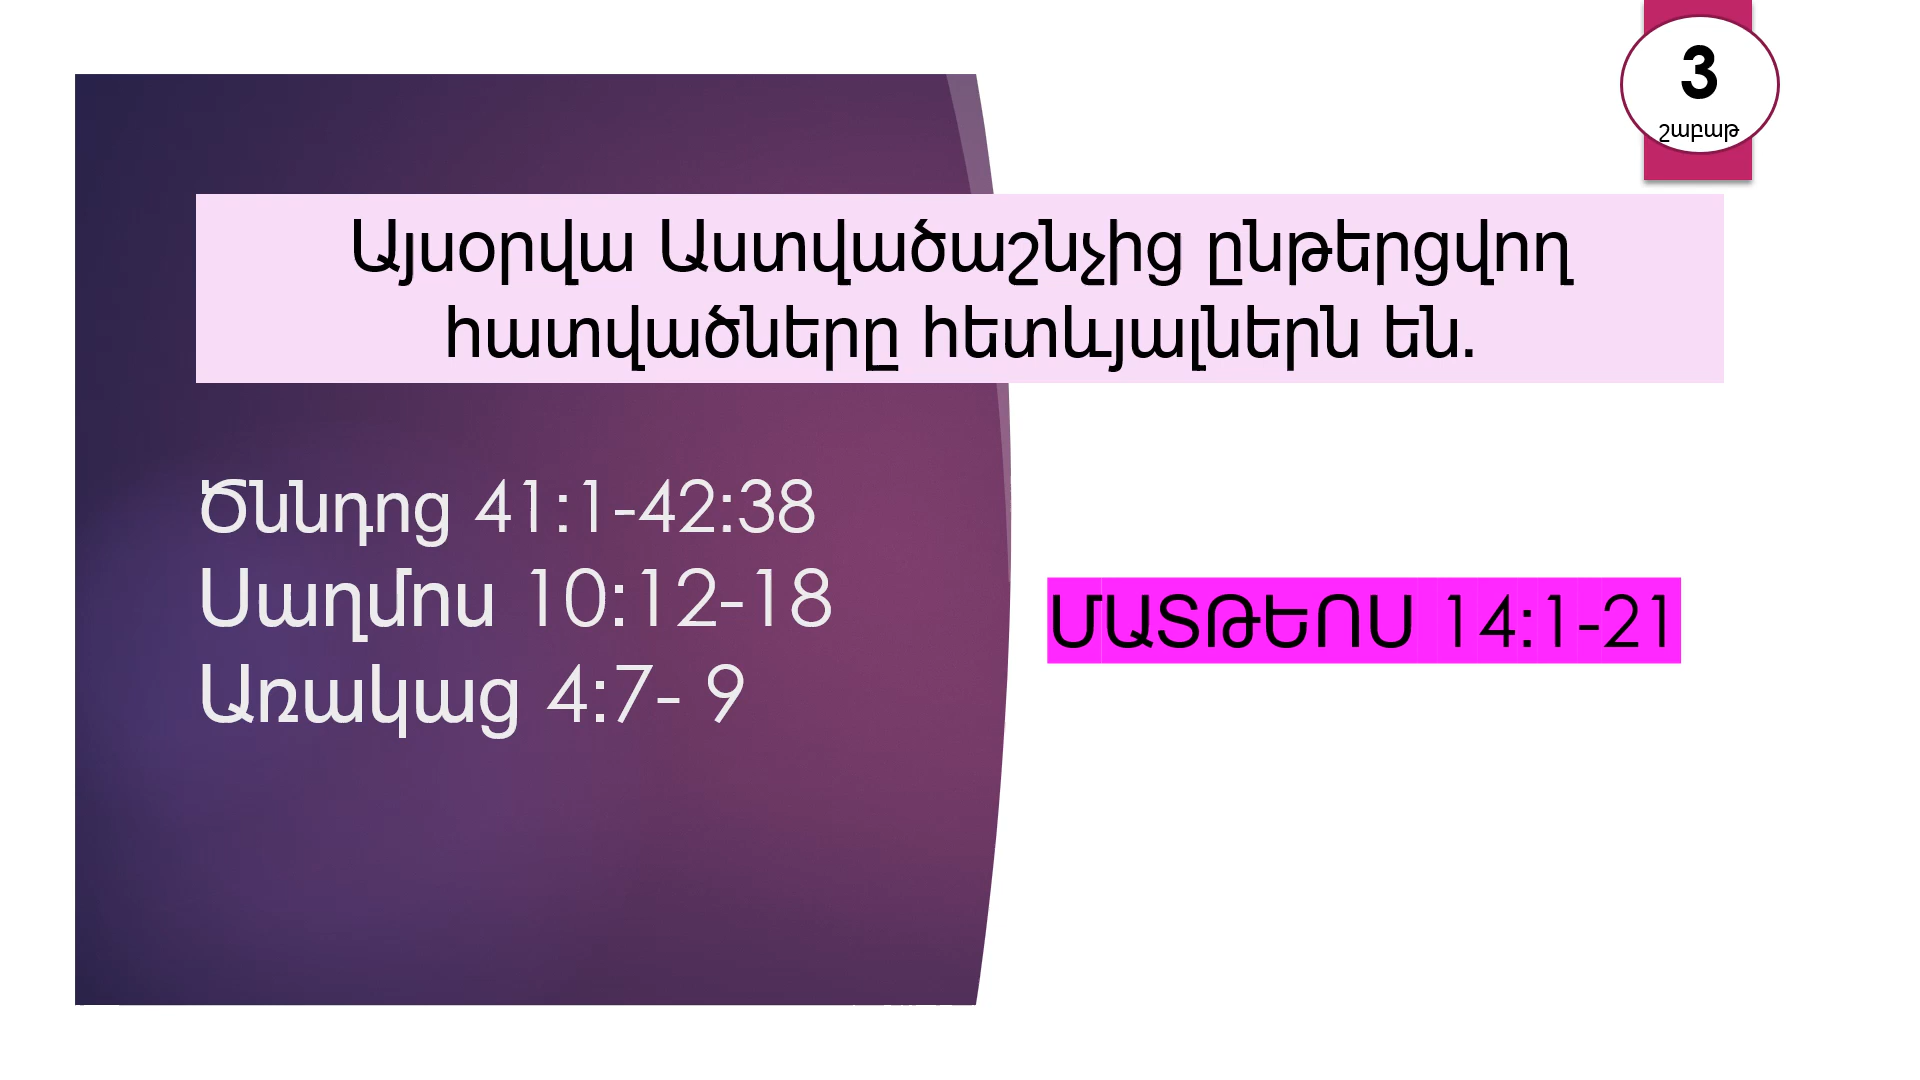 3
շաբաթ
Այսօրվա Աստվածաշնչից ընթերցվող
հատվածները հետևյալներն են.
Ծննդոց 41:1-42:38
Սաղմոս 10:12-18
Առակաց 4:7- 9
ՄԱՏԹԵՈՍ 14:1-21